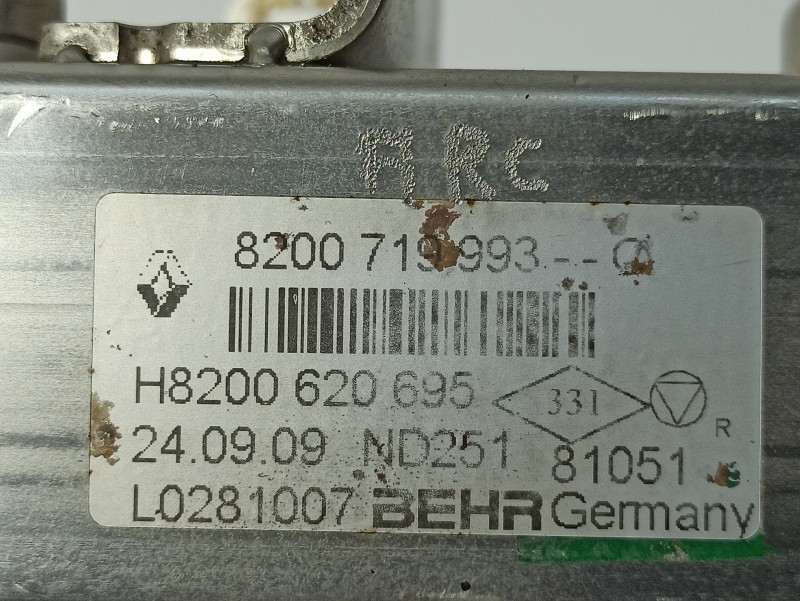 ARC
8200 719 993 -- 
H8200 620 695 331
R
24.09.09 ND251 81051
L0281007 BEHR Germany